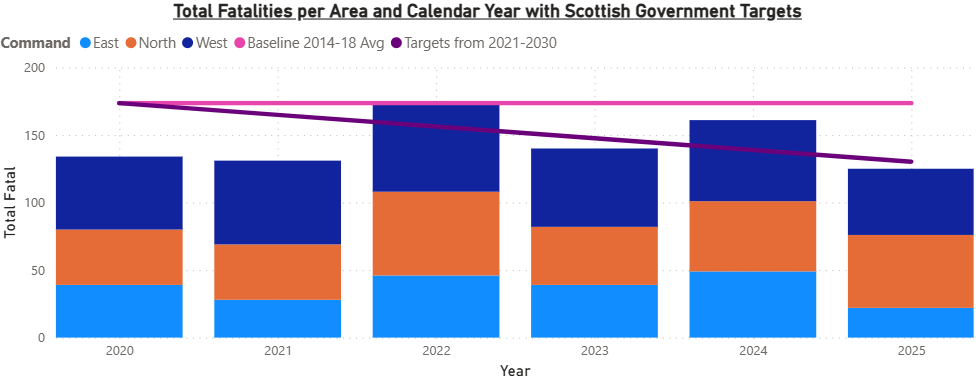 Total Fatalities per Area and Calendar Year with Scottish Government Targets
Command East North West Baseline 2014-18 Avg Targets from 2021-2030
200
150
100
50
0
Total Fatal
2020 2021 2022 2023 2024 2025
Year